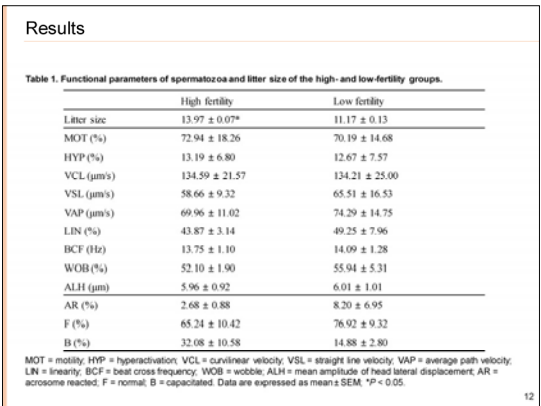 Results
Table 1. Functional parameters of spermatozoa and litter size of the high- and low-fertility groups.
High fertility Low fertility
Litter size 13.97 ± 0.07* 11.17 ± 0.13
MOT (%) 72.94 ± 18.26 70.19 ± 14.68
HYP (%) 13.19 ± 6.80 12.67 ± 7.57
VCL (µm/s) 134.59 ± 21.57 134.21 ± 25.00
VSL (µm/s) 58.66 ± 9.32 65.51 ± 16.53
VAP (µm/s) 69.96 ± 11.02 74.29 ± 14.75
LIN (%) 43.87 ± 3.14 49.25 ± 7.96
BCF (Hz) 13.75 ± 1.10 14.09 ± 1.28
WOB (%) 52.10 ± 1.90 55.94 ± 5.31
ALH (µm) 5.96 ± 0.92 6.01 ± 1.01
AR (%) 2.68 ± 0.88 8.20 ± 6.95
F (%) 65.24 ± 10.42 76.92 ± 9.32
B (%) 32.08 ± 10.58 14.88 ± 2.80
MOT = motility; HYP = hyperactivation; VCL = curvilinear velocity; VSL = straight line velocity; VAP = average path velocity;
LIN = linearity; BCF = beat cross frequency; WOB = wobble; ALH = mean amplitude of head lateral displacement; AR =
acrosome reacted; F = normal; B = capacitated. Data are expressed as mean ± SEM; *P < 0.05.
12